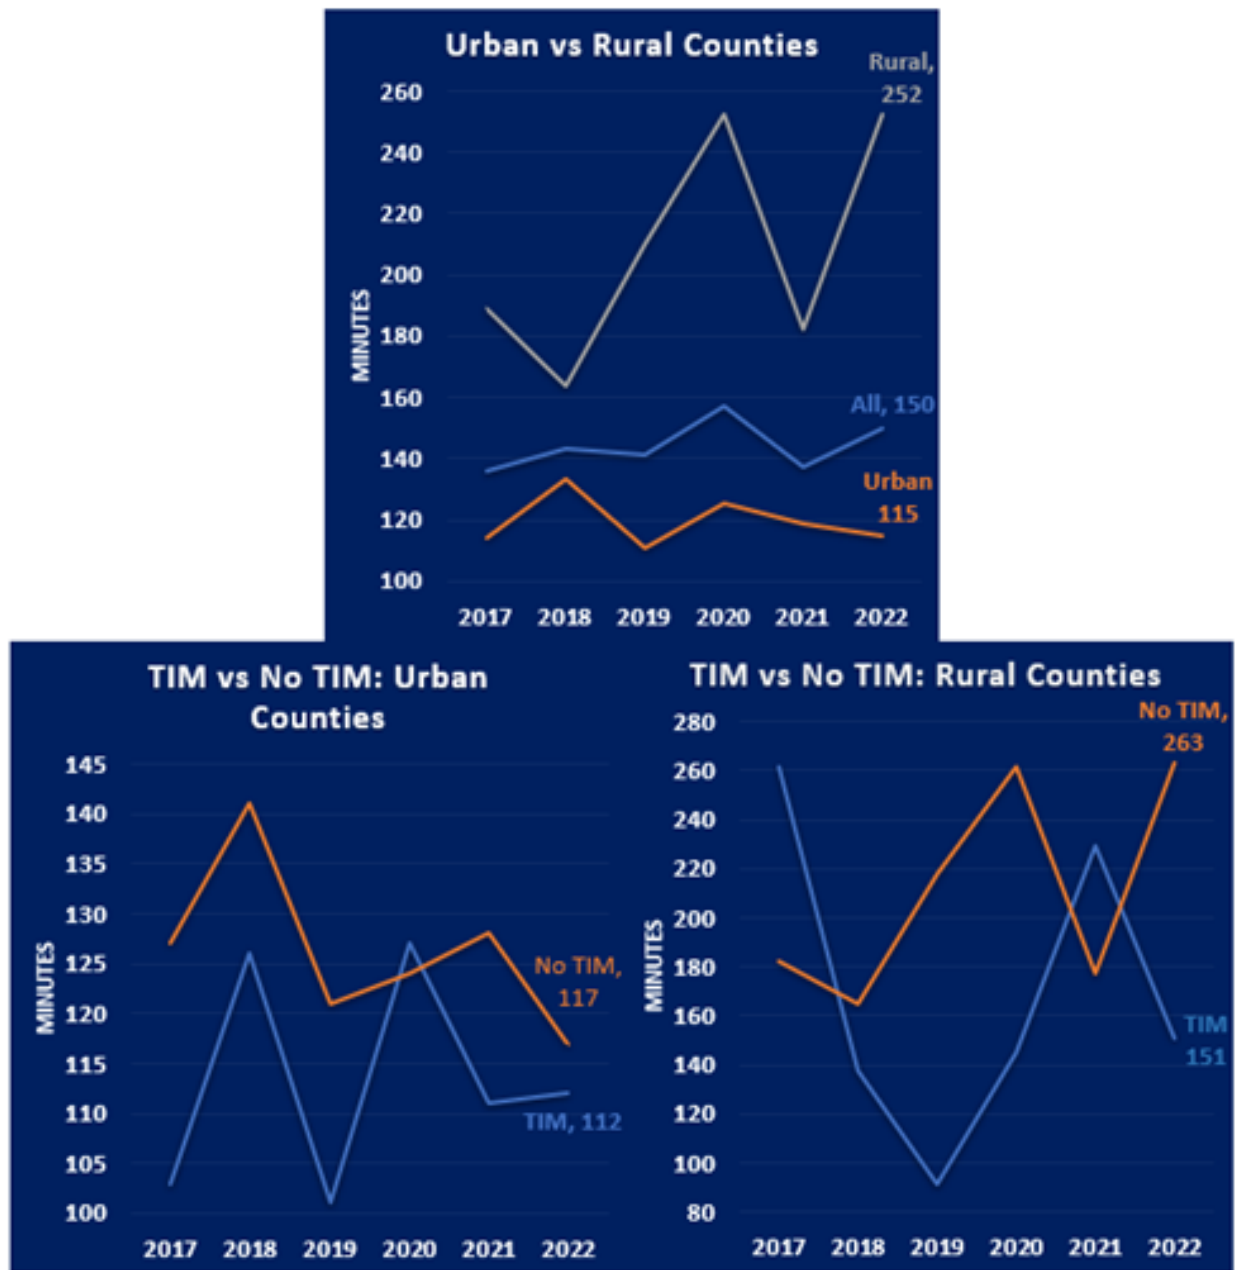 Urban vs Rural Counties
Rural,
252
260
240
220
200
180
160
140
120
100
MINUTES
All, 150
Urban
115
2017 2018 2019 2020 2021 2022
TIM vs No TIM: Urban
Counties
145
140
135
130
125
120
115
110
105
100
MINUTES
No TIM,
117
TIM, 112
2017 2018 2019 2020 2021 2022
TIM vs No TIM: Rural Counties
No TIM,
263
280
260
240
220
200
180
160
140
120
100
80
MINUTES
TIM
151
2017 2018 2019 2020 2021 2022